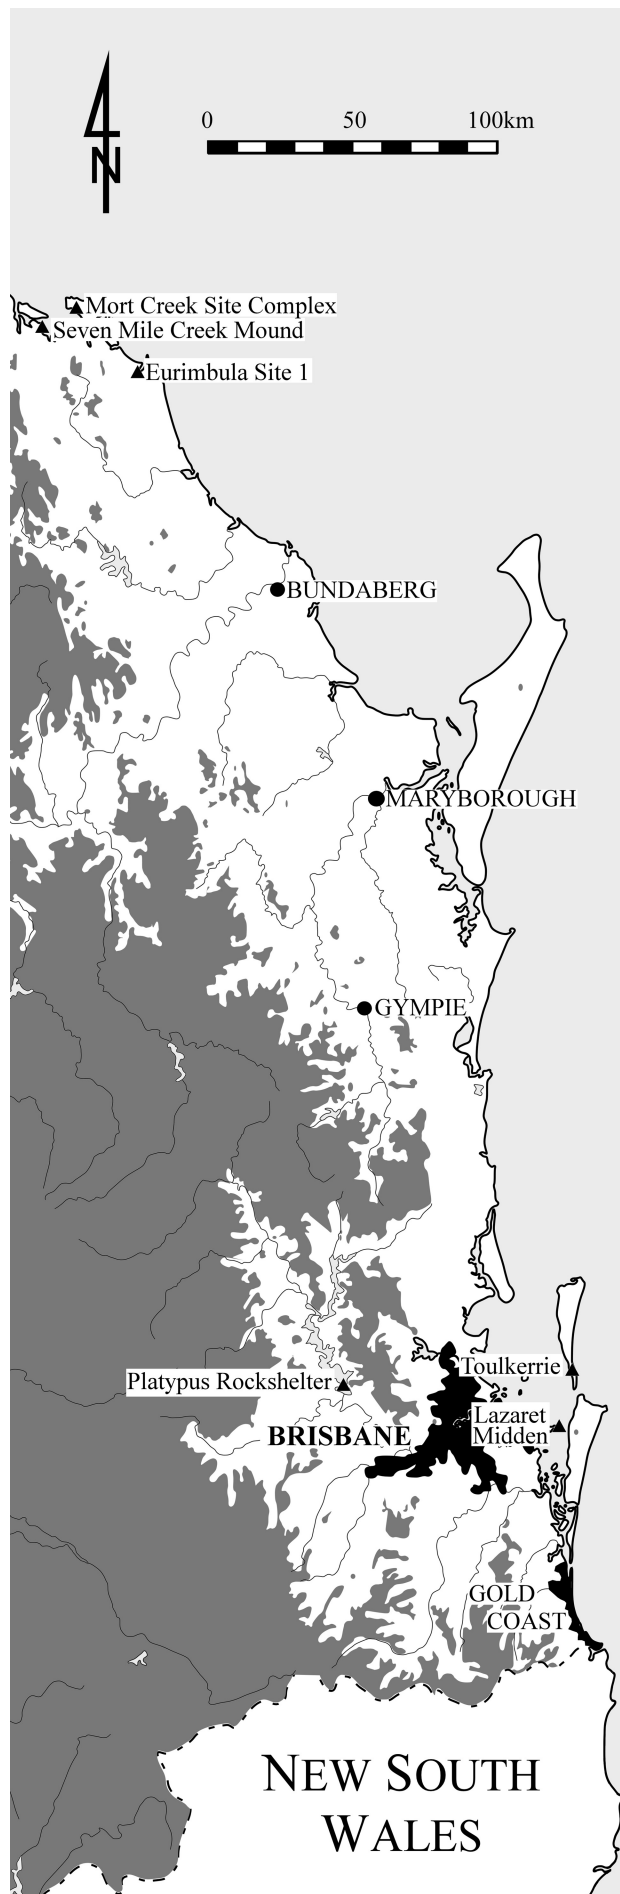 0 50 100km
N
Mort Creek Site Complex
Seven Mile Creek Mound
Eurimbula Site 1
BUNDABERG
MARYBOROUGH
GYMPIE
Toulkerrie
Platypus Rockshelter
Lazaret
Midden
BRISBANE
GOLD
COAST
NEW SOUTH
WALES